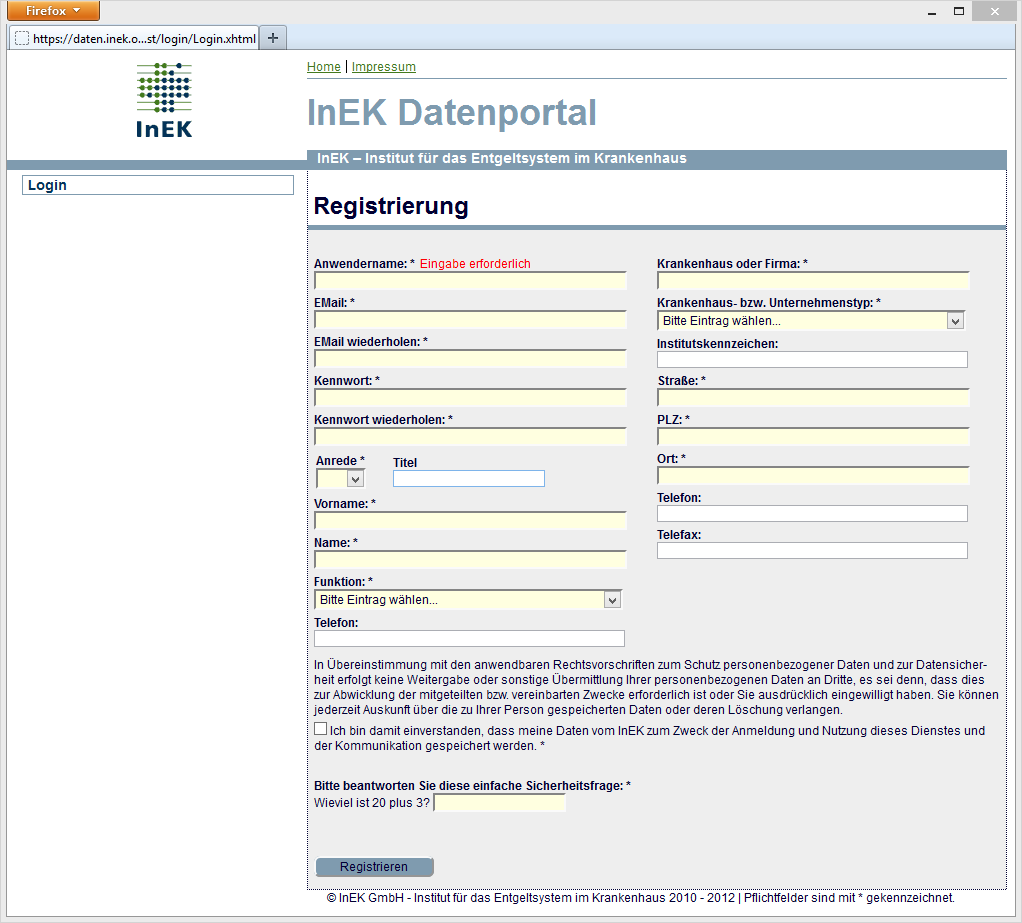 Firefox
https://daten.inek.o...st/login/Login.xhtml
Home | Impressum
InEK
InEK Datenportal
InEK – Institut für das Entgeltsystem im Krankenhaus
Login
Registrierung
Anwendername: * Eingabe erforderlich
EMail: *
EMail wiederholen: *
Kennwort: *
Kennwort wiederholen: *
Anrede * Titel
Vorname: *
Name: *
Funktion: *
Bitte Eintrag wählen...
Telefon:
Krankenhaus oder Firma: *
Krankenhaus- bzw. Unternehmenstyp: *
Bitte Eintrag wählen...
Institutskennzeichen:
Straße: *
PLZ: *
Ort: *
Telefon:
Telefax:
In Übereinstimmung mit den anwendbaren Rechtsvorschriften zum Schutz personenbezogener Daten und zur Datensicher-
heit erfolgt keine Weitergabe oder sonstige Übermittlung Ihrer personenbezogenen Daten an Dritte, es sei denn, dass dies
zur Abwicklung der mitgeteilten bzw. vereinbarten Zwecke erforderlich ist oder Sie ausdrücklich eingewilligt haben. Sie können
jederzeit Auskunft über die zu Ihrer Person gespeicherten Daten oder deren Löschung verlangen.
Ich bin damit einverstanden, dass meine Daten vom InEK zum Zweck der Anmeldung und Nutzung dieses Dienstes und
der Kommunikation gespeichert werden. *
Bitte beantworten Sie diese einfache Sicherheitsfrage: *
Wieviel ist 20 plus 3?
Registrieren
© InEK GmbH - Institut für das Entgeltsystem im Krankenhaus 2010 - 2012 | Pflichtfelder sind mit * gekennzeichnet.